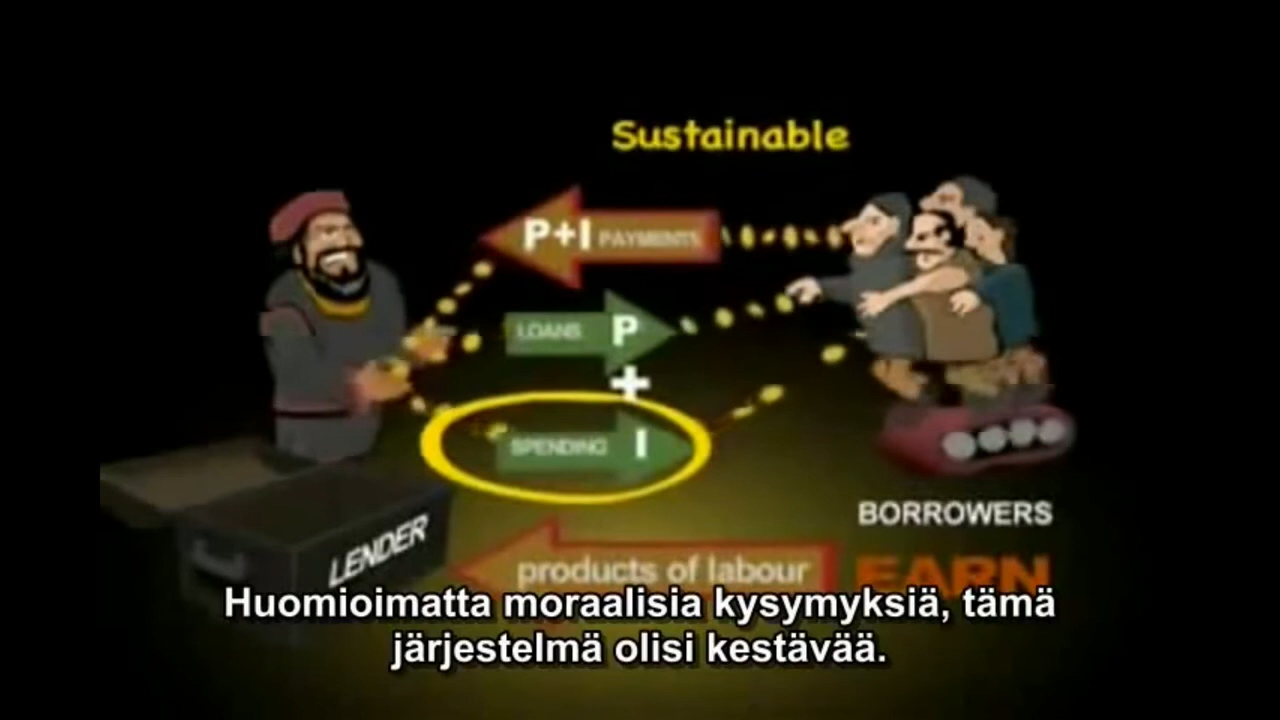 Sustainable
P+I PAYMENTS
LOANS P
+
SPENDING I
BORROWERS
LENDER
products of labour
EARN
Huomioimatta moraalisia kysymyksiä, tämä
järjestelmä olisi kestävää.